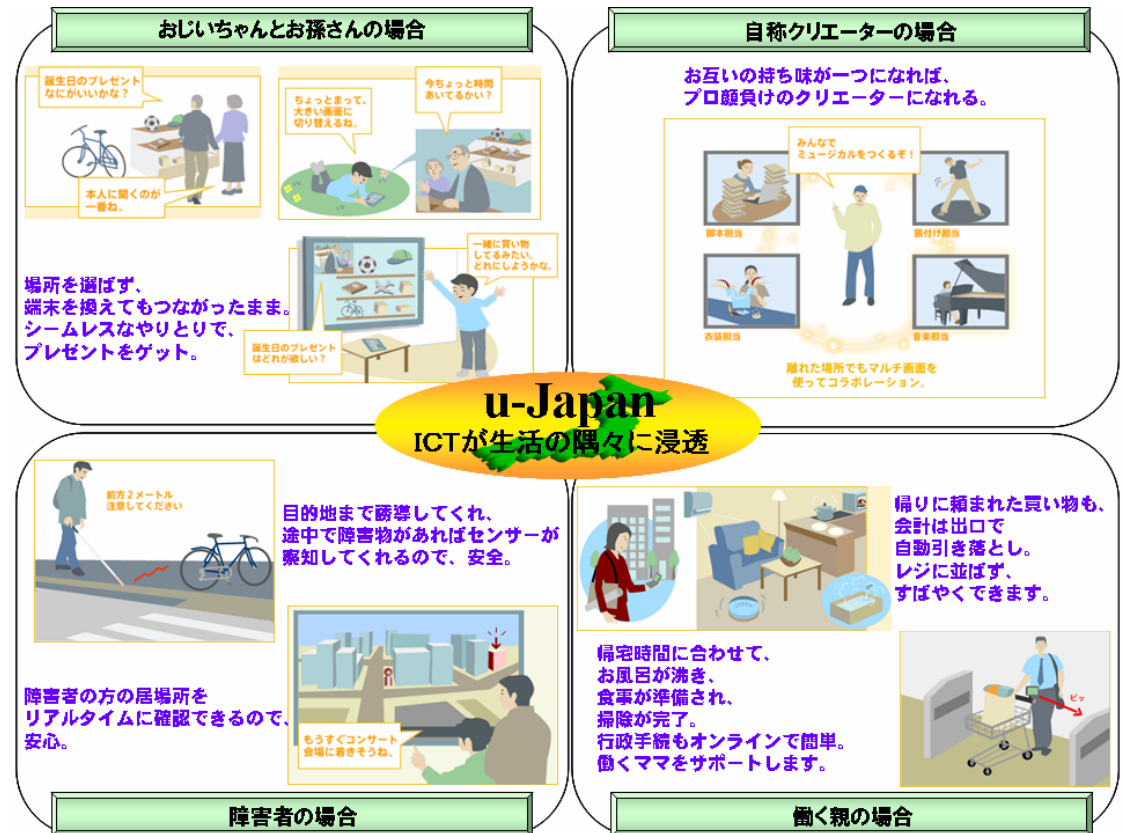 おじいちゃんとお孫さんの場合
誕生日のプレゼント
なにがいいかな?
本人に聞くのが
一番ね。
ちょっとまって、
大きい画面に
切り替えるね。
今ちょっと時間
あいてるかい?
場所を選ばず、
端末を換えてもつながったまま。
シームレスなやりとりで、
プレゼントをゲット。
一緒に買い物
してるみたい。
どれにしようかな。
誕生日のプレゼント
はどれが欲しい?
自称クリエーターの場合
お互いの持ち味が一つになれば、
プロ顔負けのクリエーターになれる。
みんなで
ミュージカルをつくるぞ!
脚本担当
振付け担当
衣装担当
音楽担当
離れた場所でもマルチ画面を
使ってコラボレーション。
u-Japan
ICTが生活の隅々に浸透
前方2メートル
注意してください
目的地まで誘導してくれ、
途中で障害物があればセンサーが
察知してくれるので、安全。
障害者の方の居場所を
リアルタイムに確認できるので、
安心。
もうすぐコンサート
会場に着きそうね。
障害者の場合
帰りに頼まれた買い物も、
会計は出口で
自動引き落とし。
レジに並ばず、
すばやくできます。
帰宅時間に合わせて、
お風呂が沸き、
食事が準備され、
掃除が完了。
行政手続もオンラインで簡単。
働くママをサポートします。
ピッ
働く親の場合